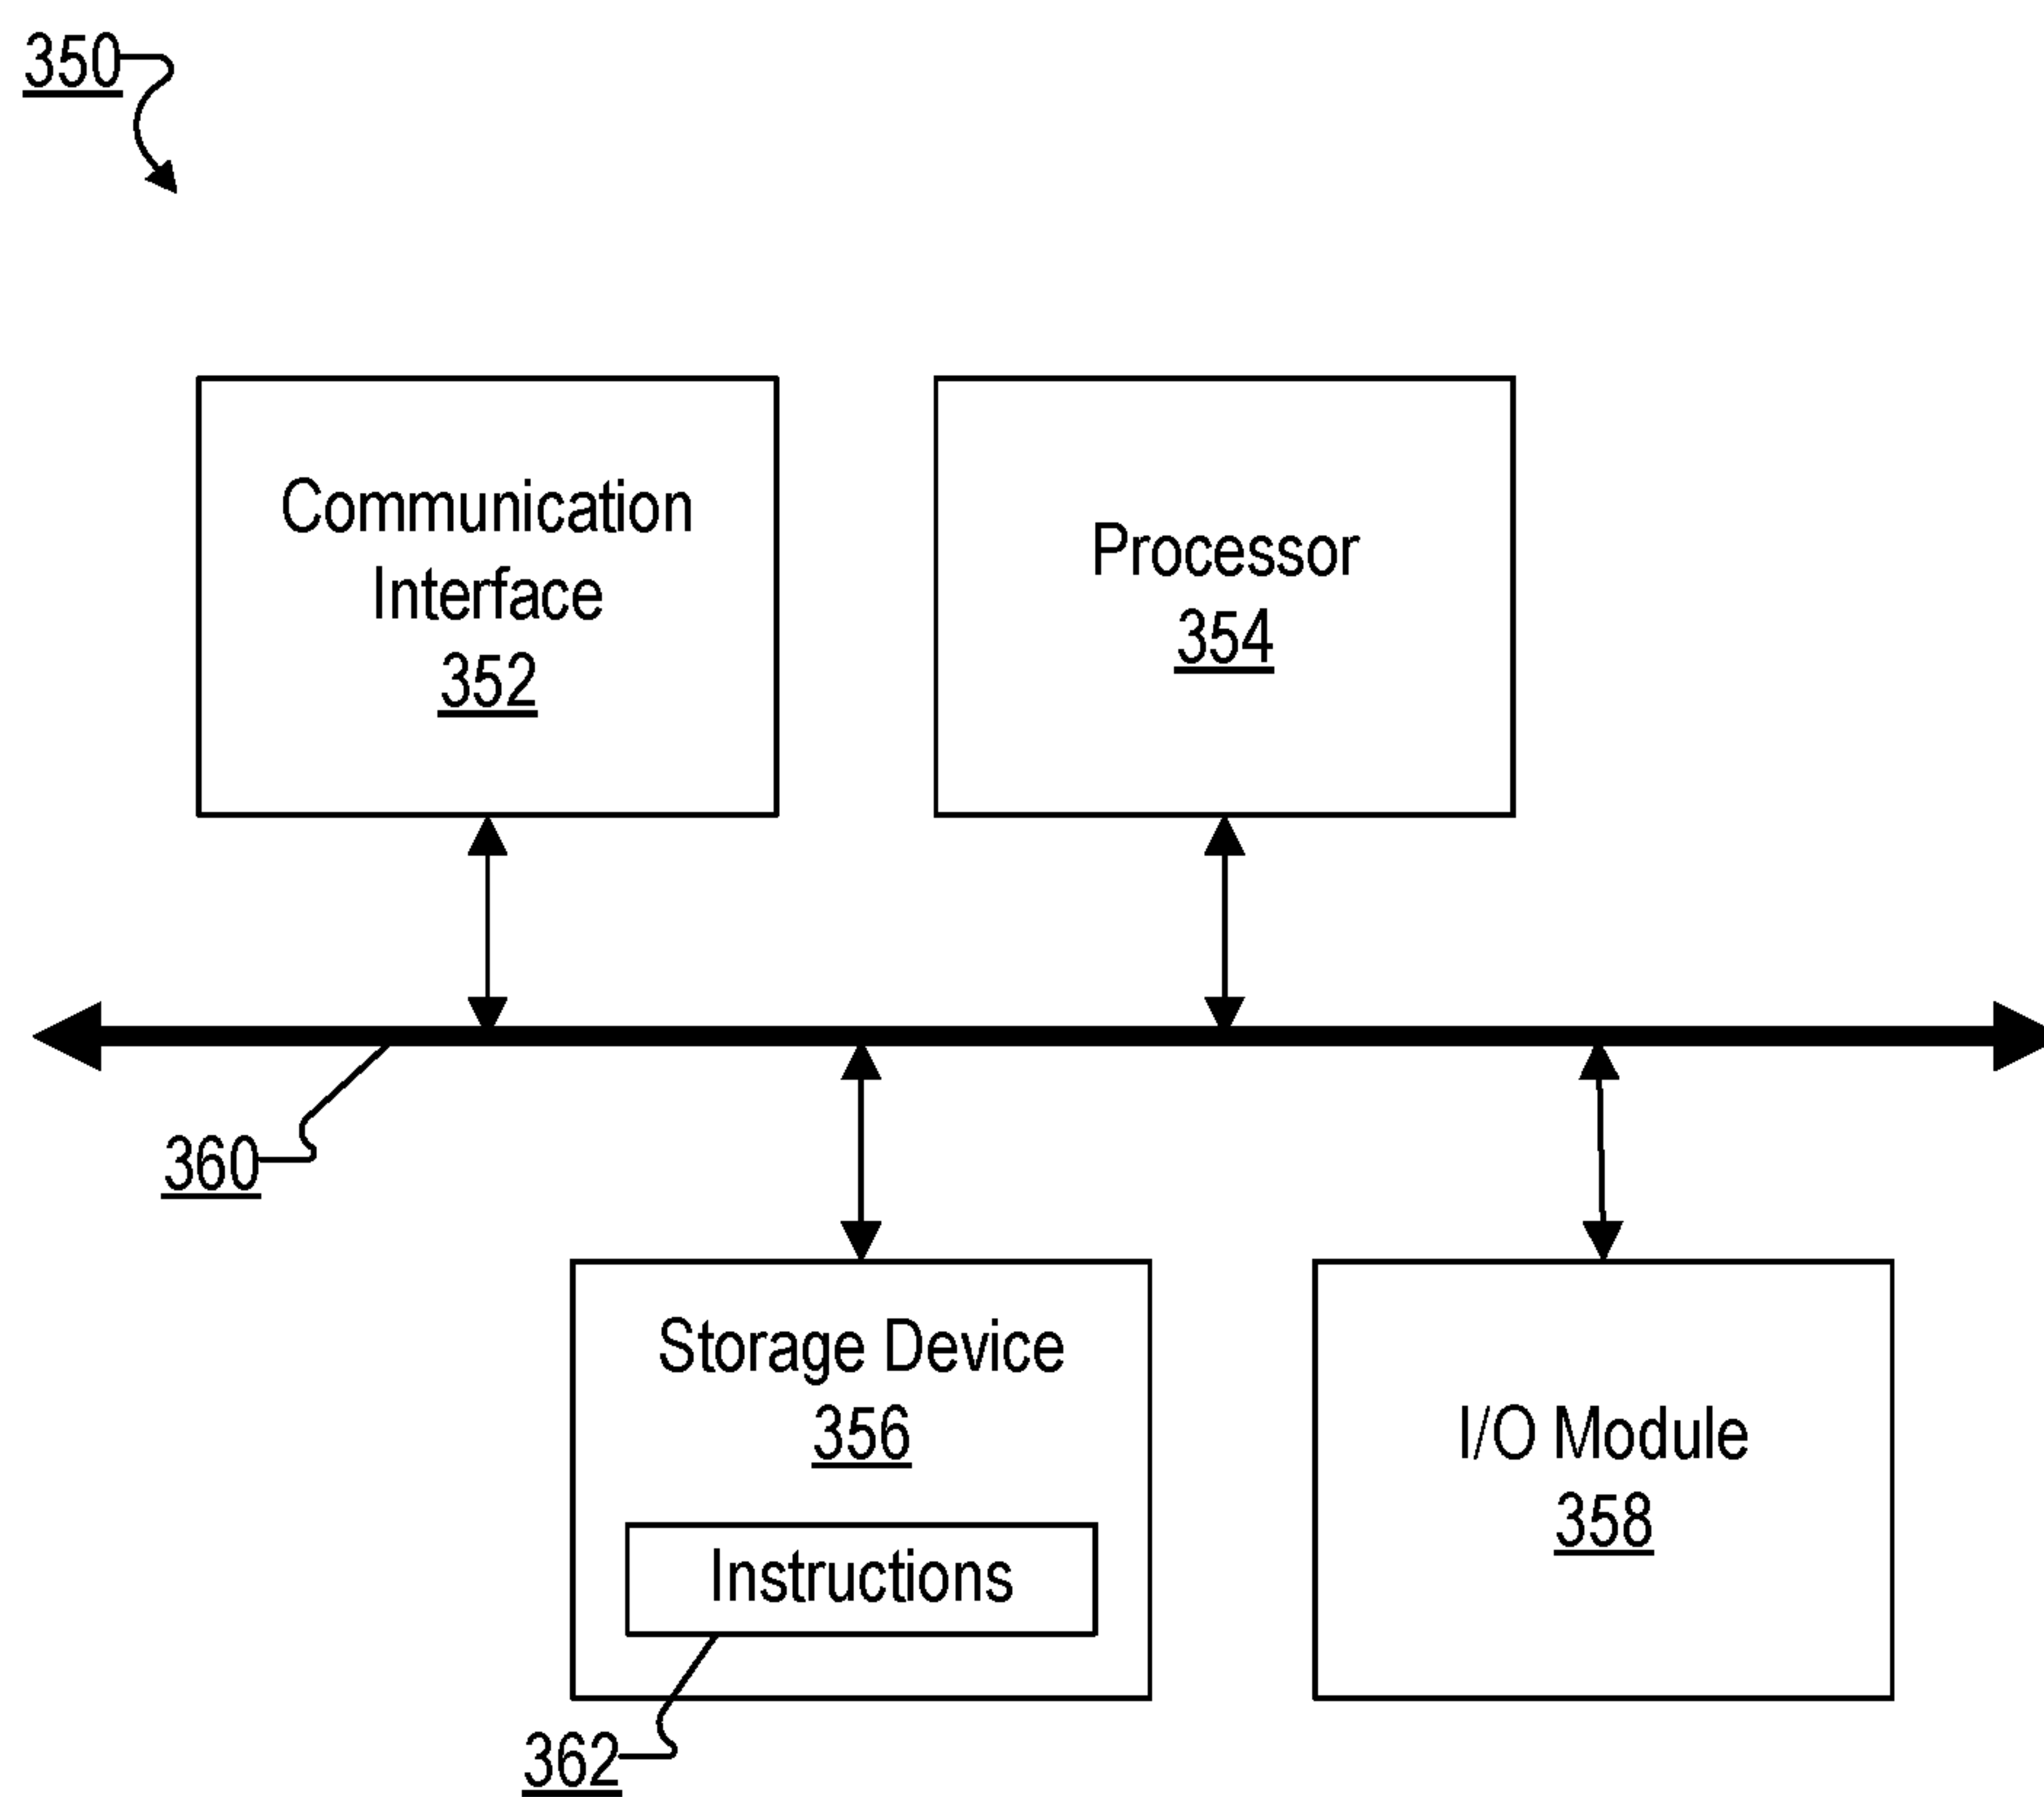 350
Communication
Interface
352
Processor
354
360
Storage Device
356
Instructions
362
I/O Module
358